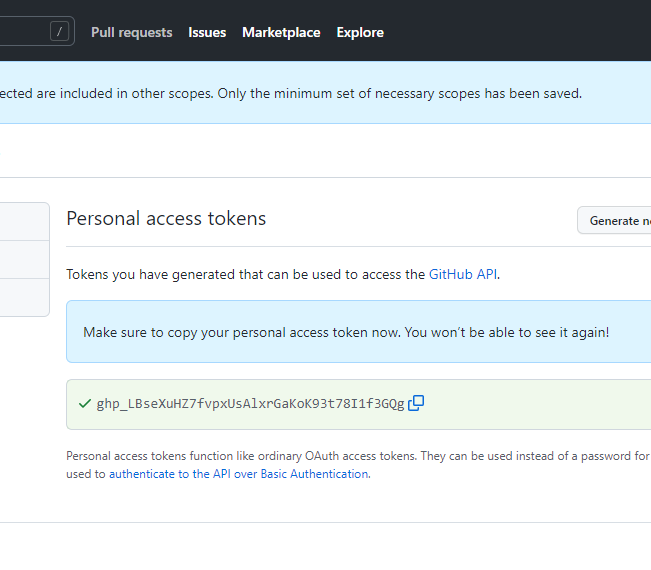 / Pull requests Issues Marketplace Explore
ected are included in other scopes. Only the minimum set of necessary scopes has been saved.
Personal access tokens
Generate n
Tokens you have generated that can be used to access the GitHub API.
Make sure to copy your personal access token now. You won’t be able to see it again!
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
Personal access tokens function like ordinary OAuth access tokens. They can be used instead of a password for
used to authenticate to the API over Basic Authentication.